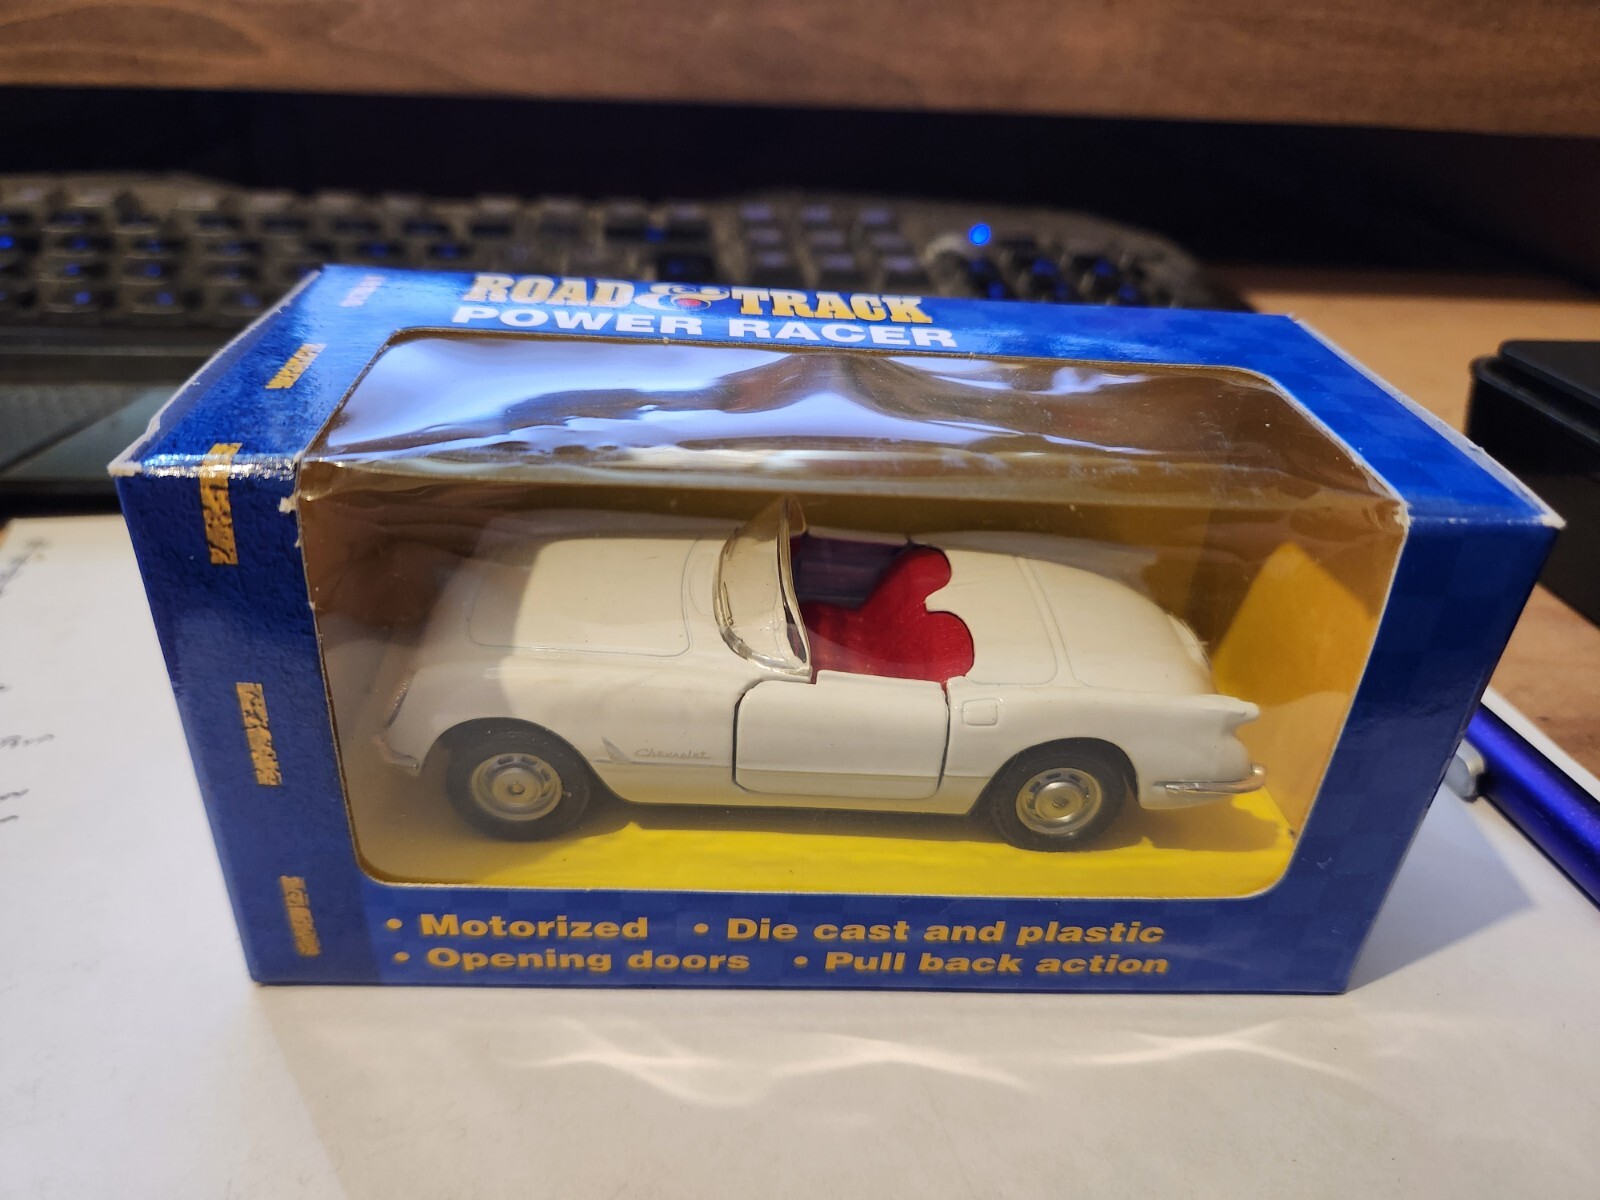 ROAD & TRACK
POWER RACER
Chevrolet
• Motorized • Die cast and plastic
• Opening doors • Pull back action